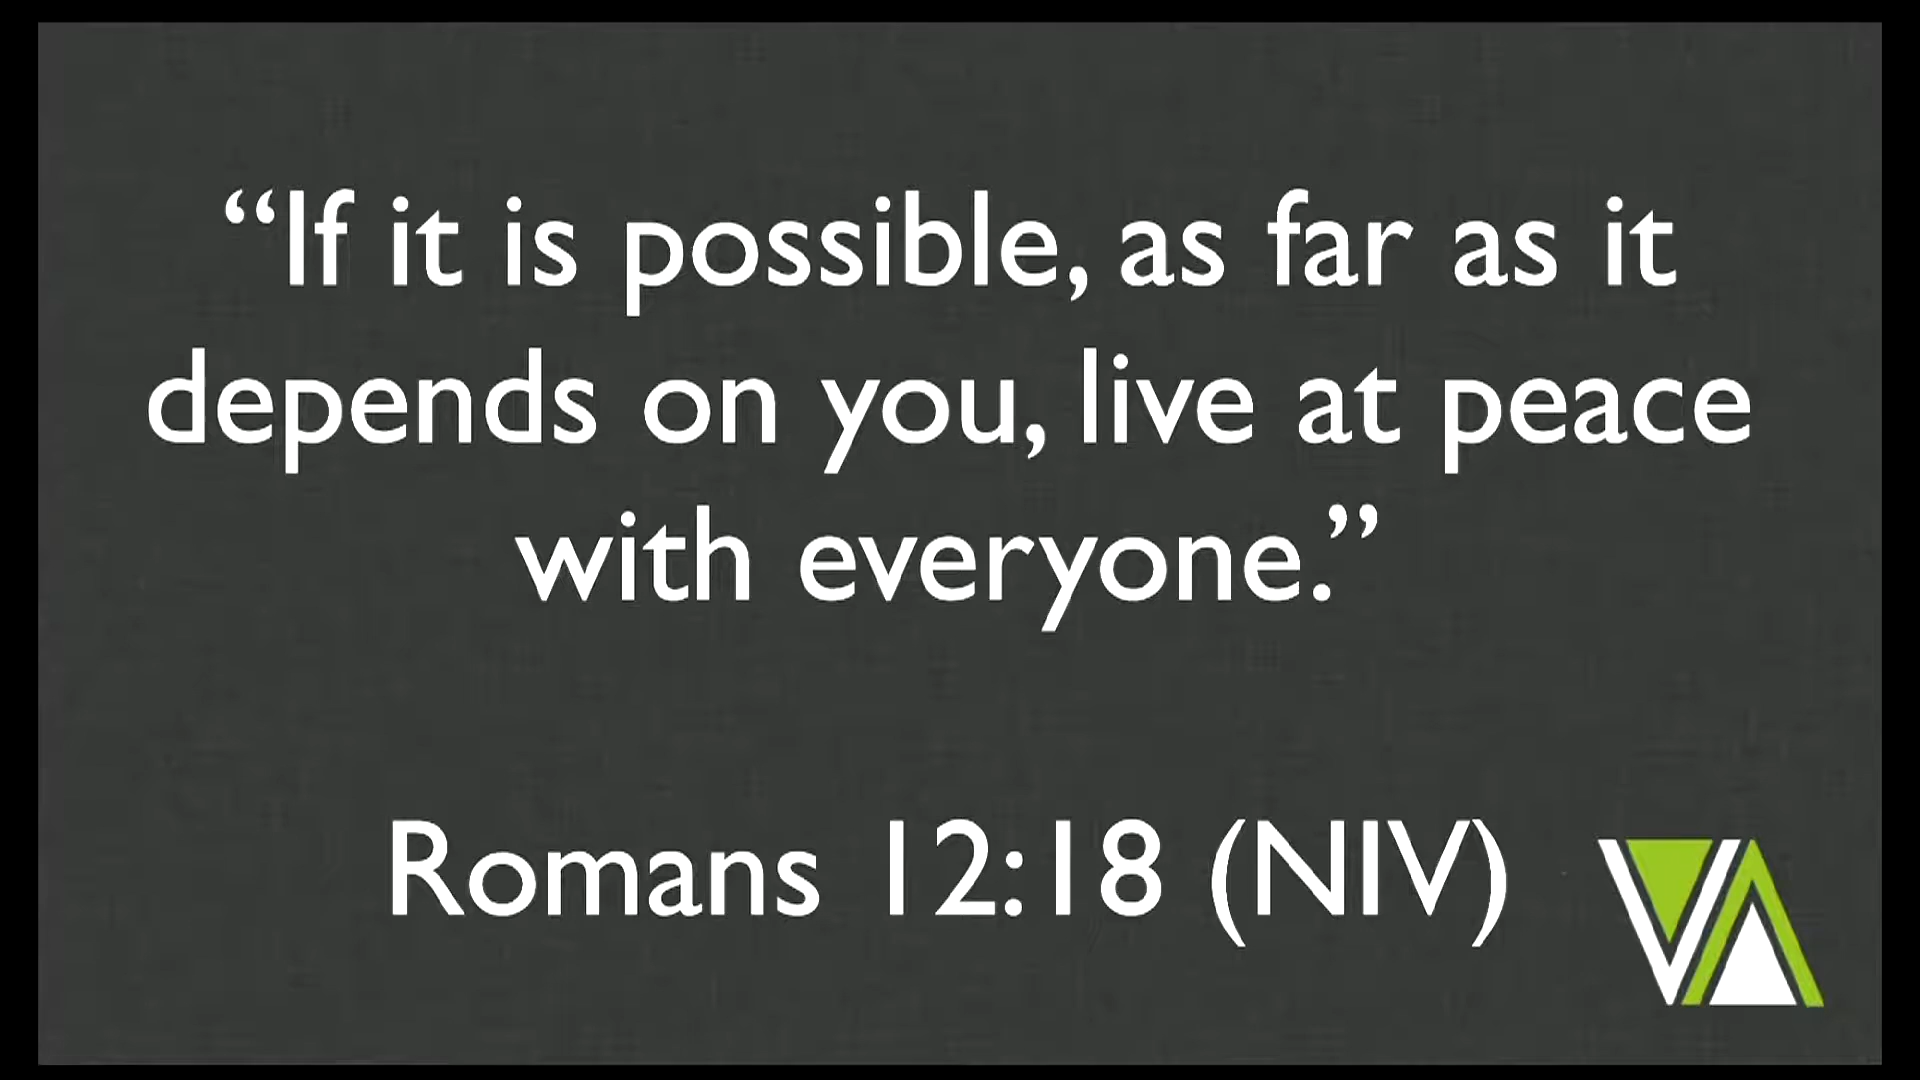 “If it is possible, as far as it
depends on you, live at peace
with everyone.”
Romans 12:18 (NIV)